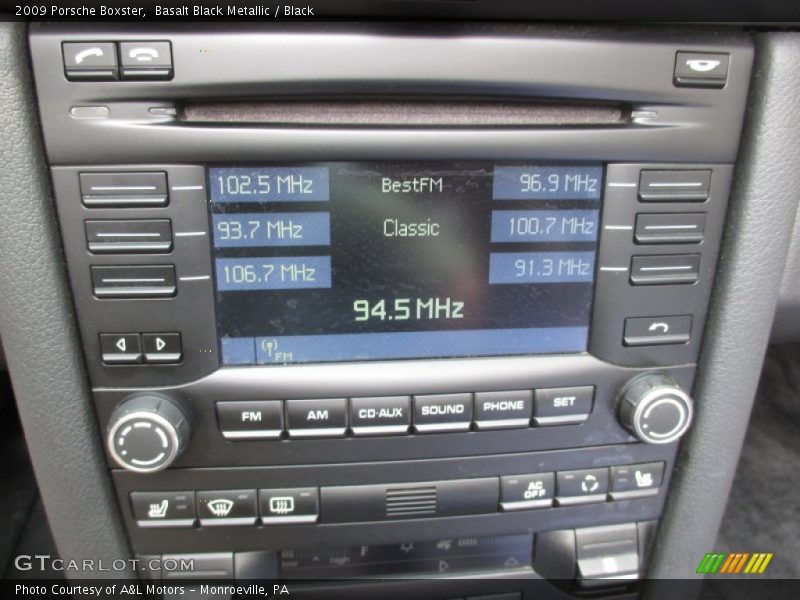 2009 Porsche Boxster, Basalt Black Metallic / Black
102.5 MHz BestFM 96.9 MHz
93.7 MHz Classic 100.7 MHz
106.7 MHz 91.3 MHz
94.5 MHz
FM
FM AM CD·AUX SOUND PHONE SET
AC OFF
GTCARLOT.COM
Photo Courtesy of A&L Motors - Monroeville, PA